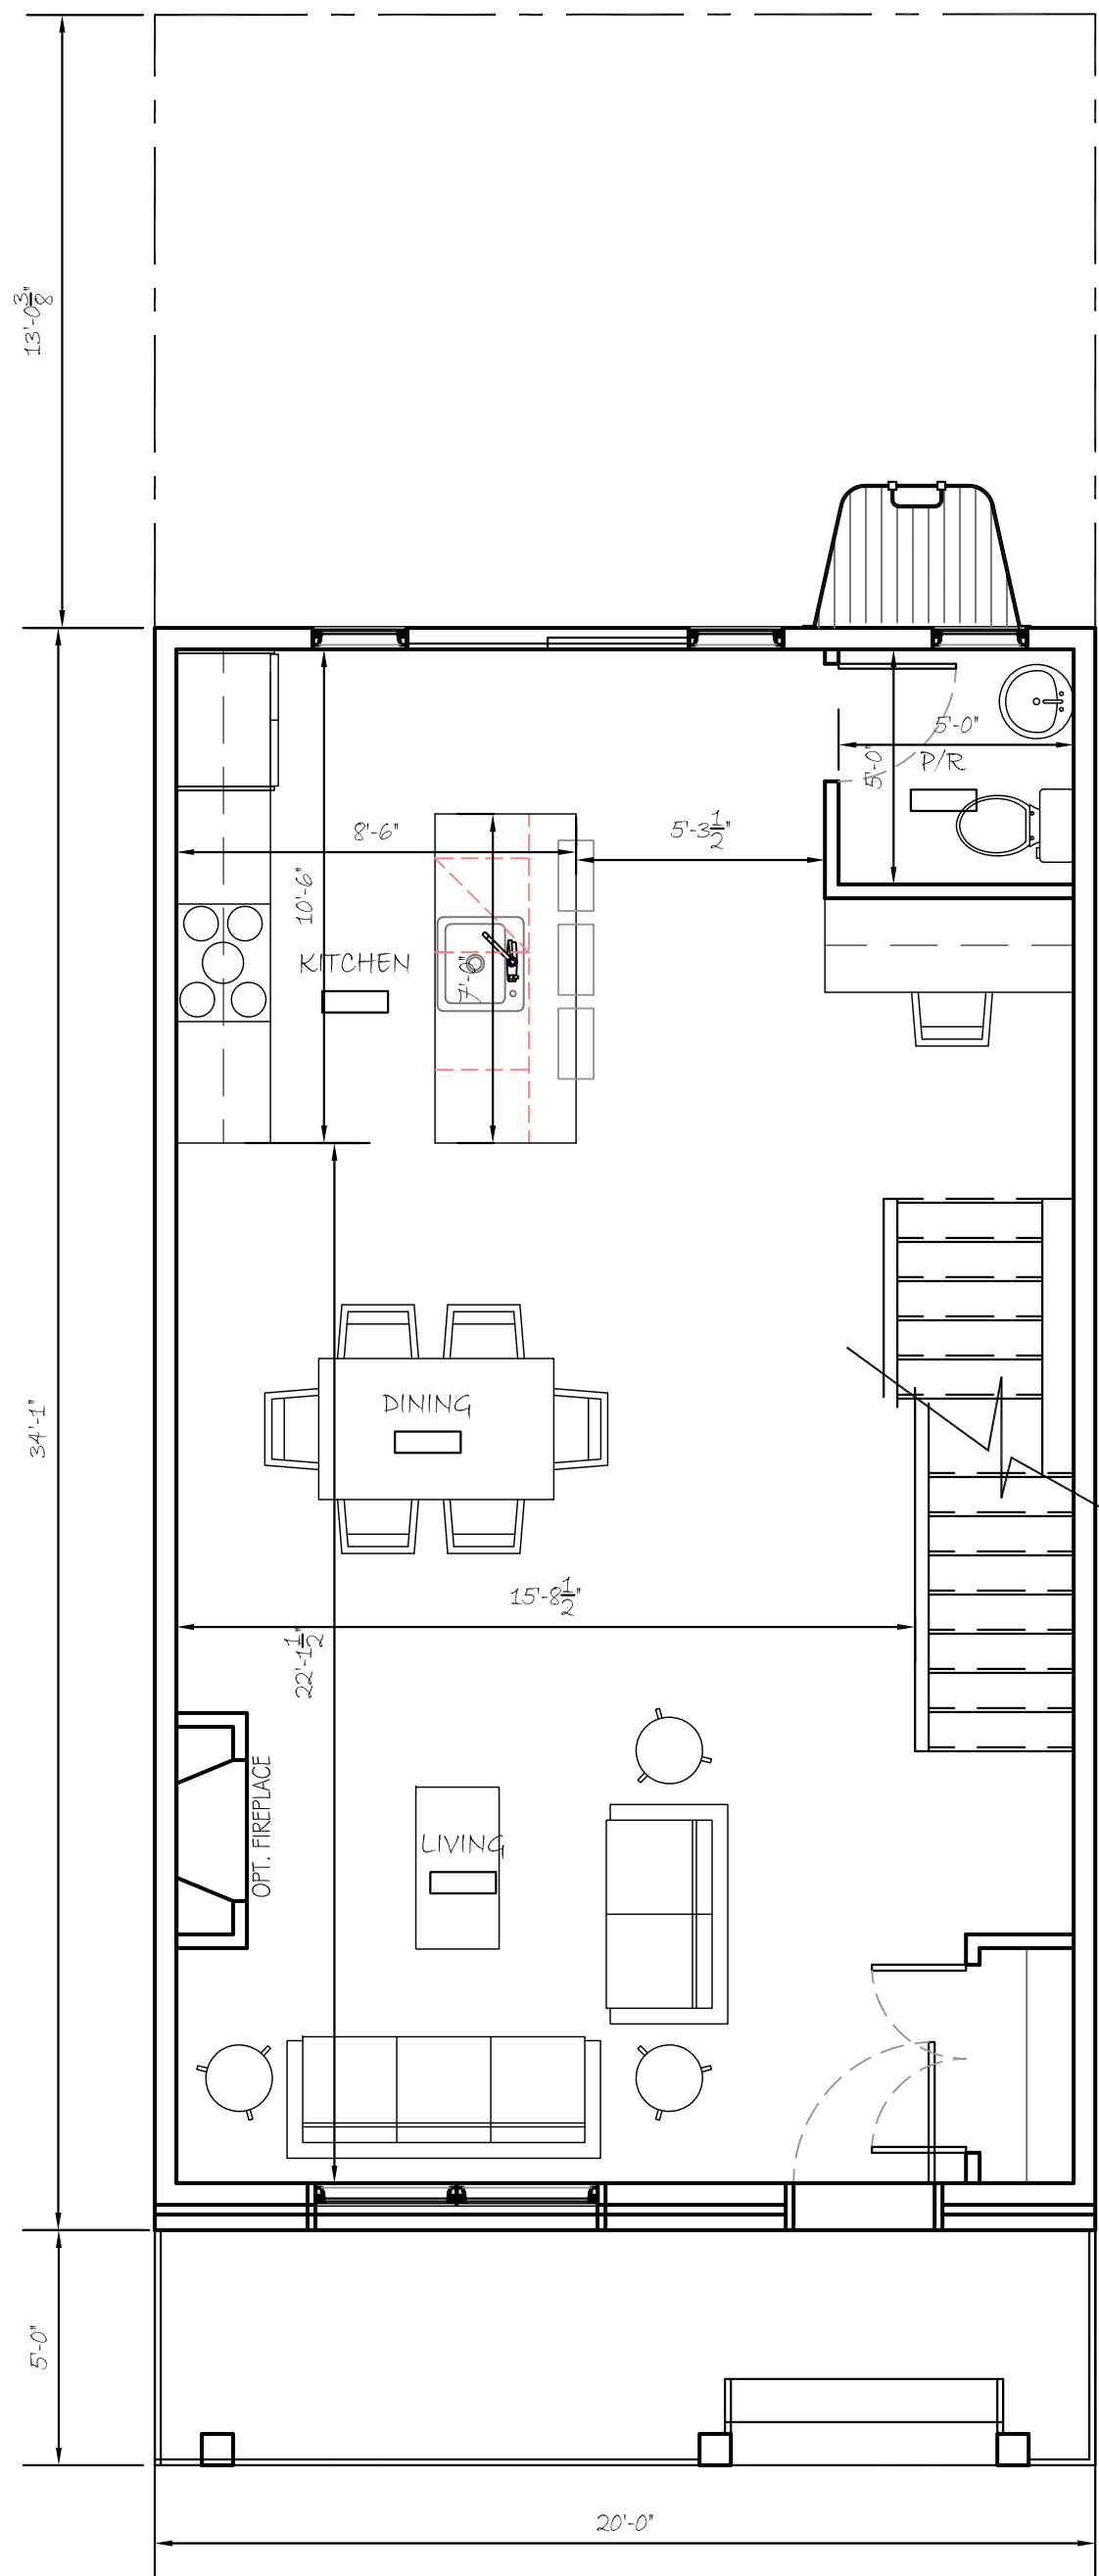 13'-0 3/8"
5'-0"
P/R
5'-0"
8'-6"
5'-3 1/2"
10'-6"
KITCHEN
7'-0"
34'-1"
DINING
15'-8 1/2"
22'-1 1/2"
OPT. FIREPLACE
LIVING
5'-0"
20'-0"